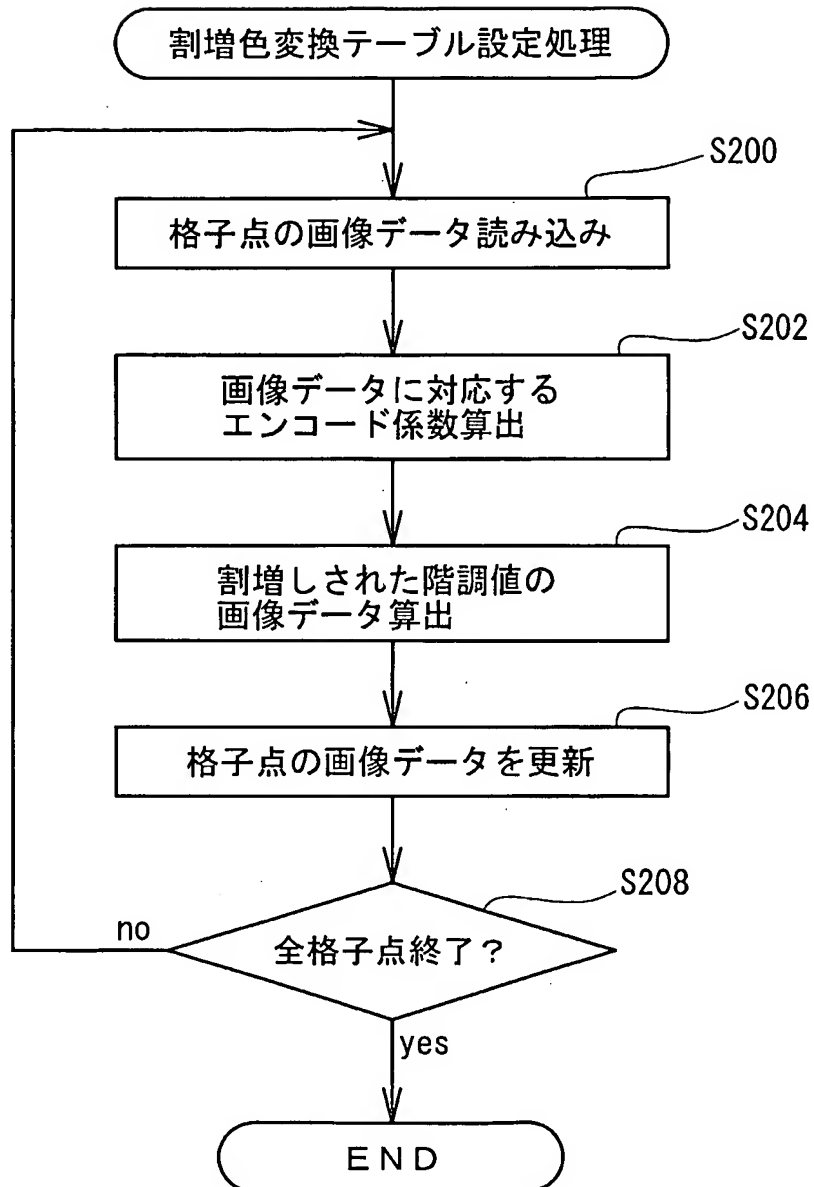 割増色変換テーブル設定処理
S200
格子点の画像データ読み込み
S202
画像データに対応する
エンコード係数算出
S204
割増しされた階調値の
画像データ算出
S206
格子点の画像データを更新
S208
no
全格子点終了?
yes
END